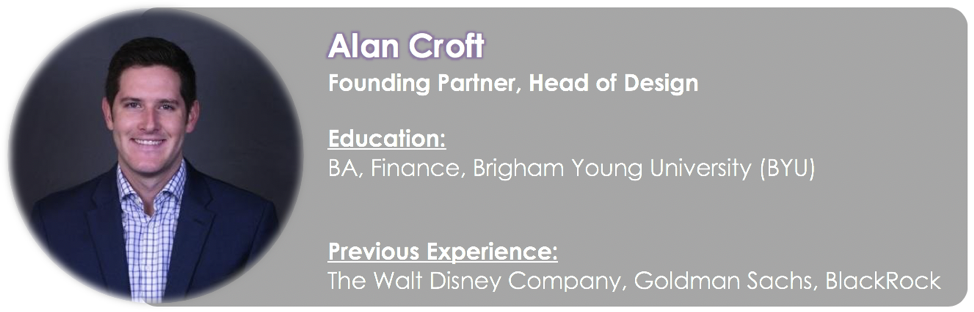 Alan Croft
Founding Partner, Head of Design
Education:
BA, Finance, Brigham Young University (BYU)
Previous Experience:
The Walt Disney Company, Goldman Sachs, BlackRock